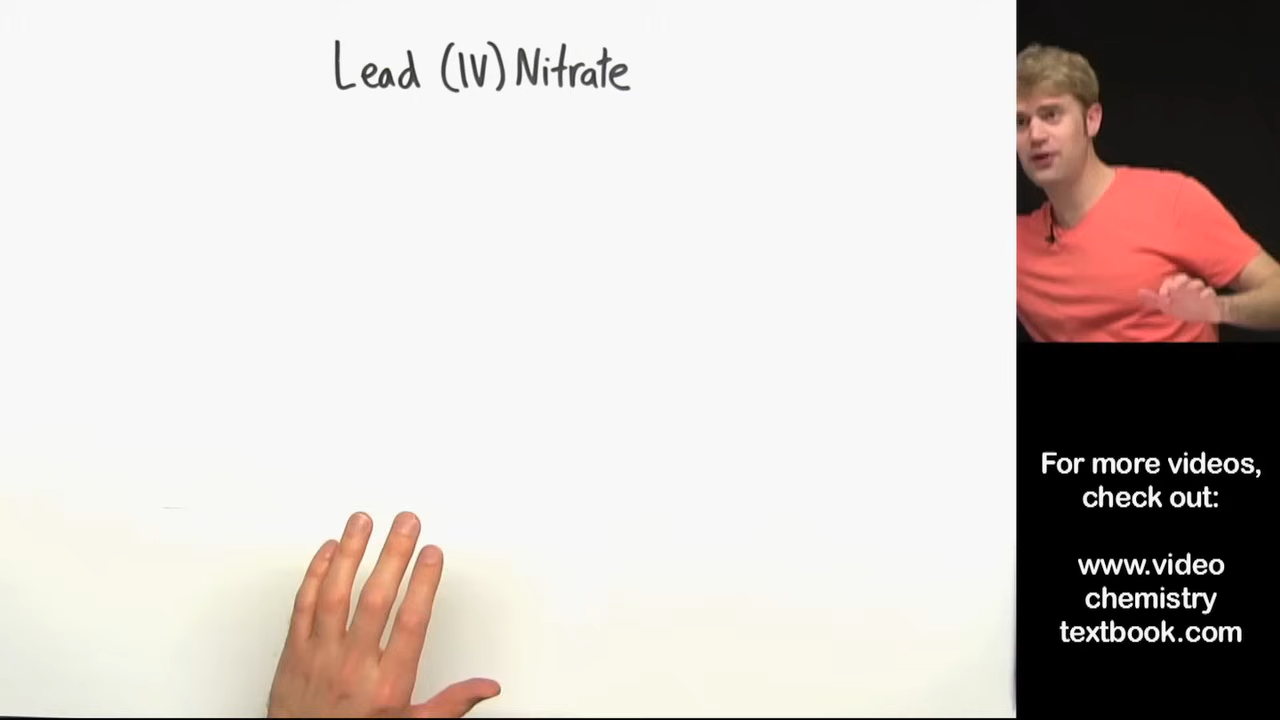 Lead (IV) Nitrate
For more videos,
check out:
www.video
chemistry
textbook.com